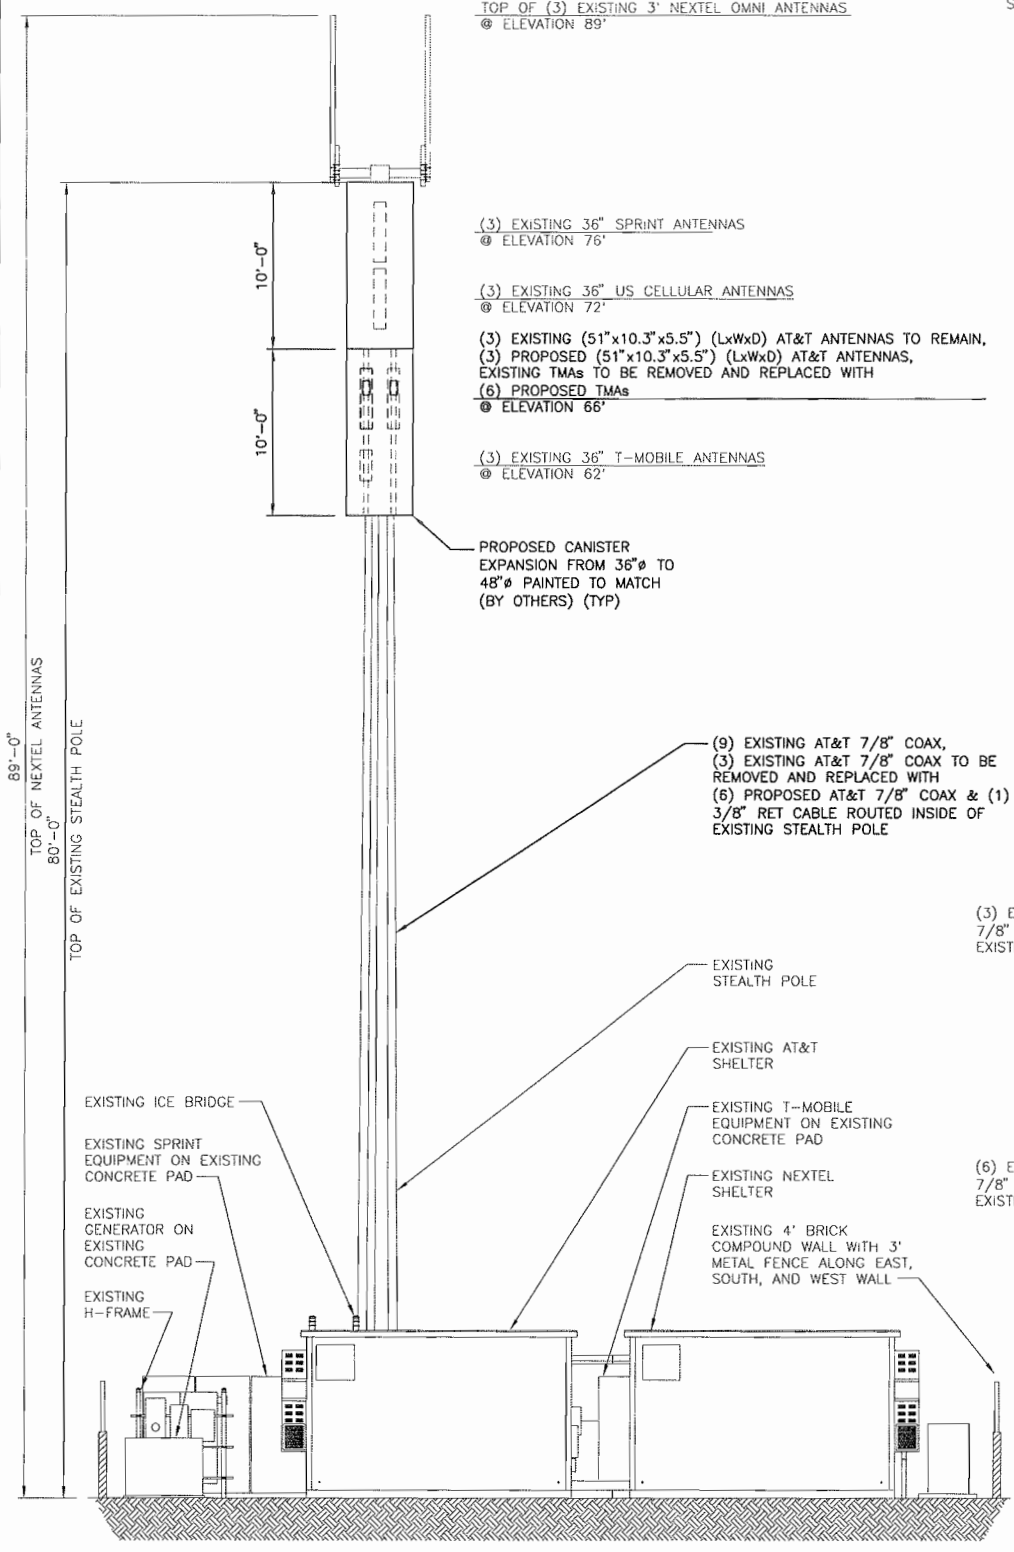 TOP OF (3) EXISTING 3' NEXTEL OMNI ANTENNAS
@ ELEVATION 89'
S
(3) EXISTING 36" SPRINT ANTENNAS
@ ELEVATION 76'
10'-0"
(3) EXISTING 36" US CELLULAR ANTENNAS
@ ELEVATION 72'
(3) EXISTING (51"x10.3"x5.5") (LxWxD) AT&T ANTENNAS TO REMAIN,
(3) PROPOSED (51"x10.3"x5.5") (LxWxD) AT&T ANTENNAS,
EXISTING TMAs TO BE REMOVED AND REPLACED WITH
(6) PROPOSED TMAs
@ ELEVATION 66'
10'-0"
(3) EXISTING 36" T-MOBILE ANTENNAS
@ ELEVATION 62'
PROPOSED CANISTER
EXPANSION FROM 36"ø TO
48"ø PAINTED TO MATCH
(BY OTHERS) (TYP)
89'-0"
TOP OF NEXTEL ANTENNAS
80'-0"
TOP OF EXISTING STEALTH POLE
(9) EXISTING AT&T 7/8" COAX,
(3) EXISTING AT&T 7/8" COAX TO BE
REMOVED AND REPLACED WITH
(6) PROPOSED AT&T 7/8" COAX & (1)
3/8" RET CABLE ROUTED INSIDE OF
EXISTING STEALTH POLE
(3) E
7/8"
EXIST
EXISTING
STEALTH POLE
EXISTING AT&T
SHELTER
EXISTING ICE BRIDGE
EXISTING T-MOBILE
EQUIPMENT ON EXISTING
CONCRETE PAD
EXISTING SPRINT
EQUIPMENT ON EXISTING
CONCRETE PAD
EXISTING NEXTEL
SHELTER
(6) E
7/8"
EXIST
EXISTING
GENERATOR ON
EXISTING
CONCRETE PAD
EXISTING 4' BRICK
COMPOUND WALL WITH 3'
METAL FENCE ALONG EAST,
SOUTH, AND WEST WALL
EXISTING
H-FRAME